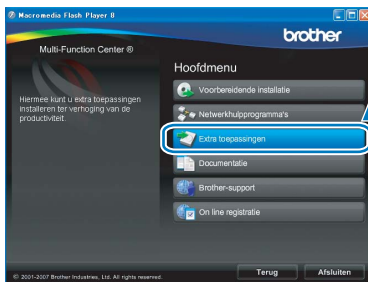 Macromedia Flash Player 8
brother
Multi-Function Center ®
Hoofdmenu
Hiermee kunt u extra toepassingen
installeren ter verhoging van de
productiviteit.
Voorbereidende installatie
Netwerkhulpprogramma's
Extra toepassingen
Documentatie
Brother-support
On line registratie
© 2001-2007 Brother Industries, Ltd. All rights reserved.
Terug
Afsluiten